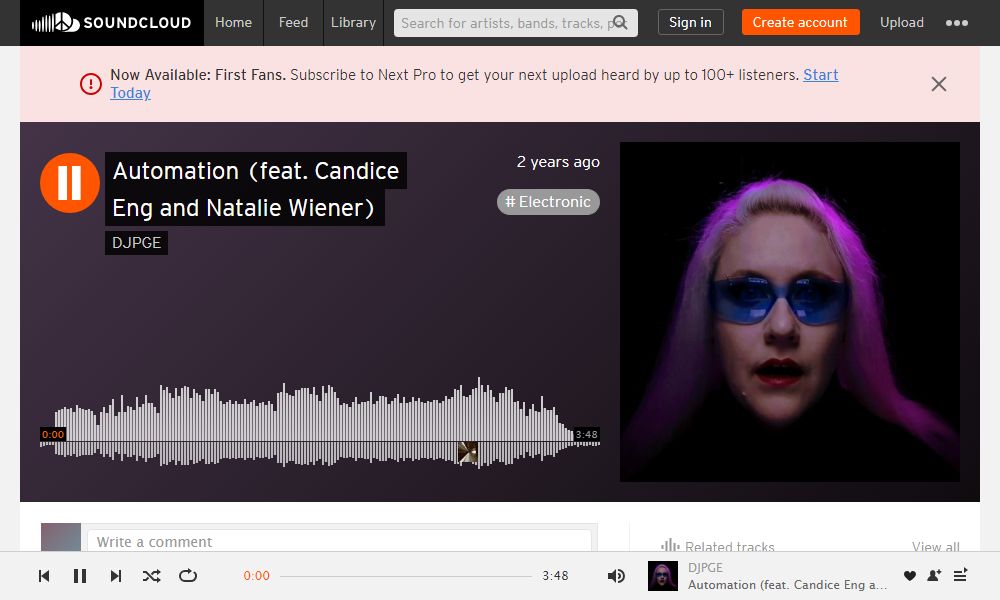 SOUNDCLOUD
Home
Feed
Library
Search for artists, bands, tracks, po
Sign in
Create account
Upload
Now Available: First Fans. Subscribe to Next Pro to get your next upload heard by up to 100+ listeners. Start
Today
Automation (feat. Candice
Eng and Natalie Wiener)
DJPGE
2 years ago
# Electronic
0:00
3:48
Write a comment
Related tracks
View all
0:00
3:48
DJPGE
Automation (feat. Candice Eng a...